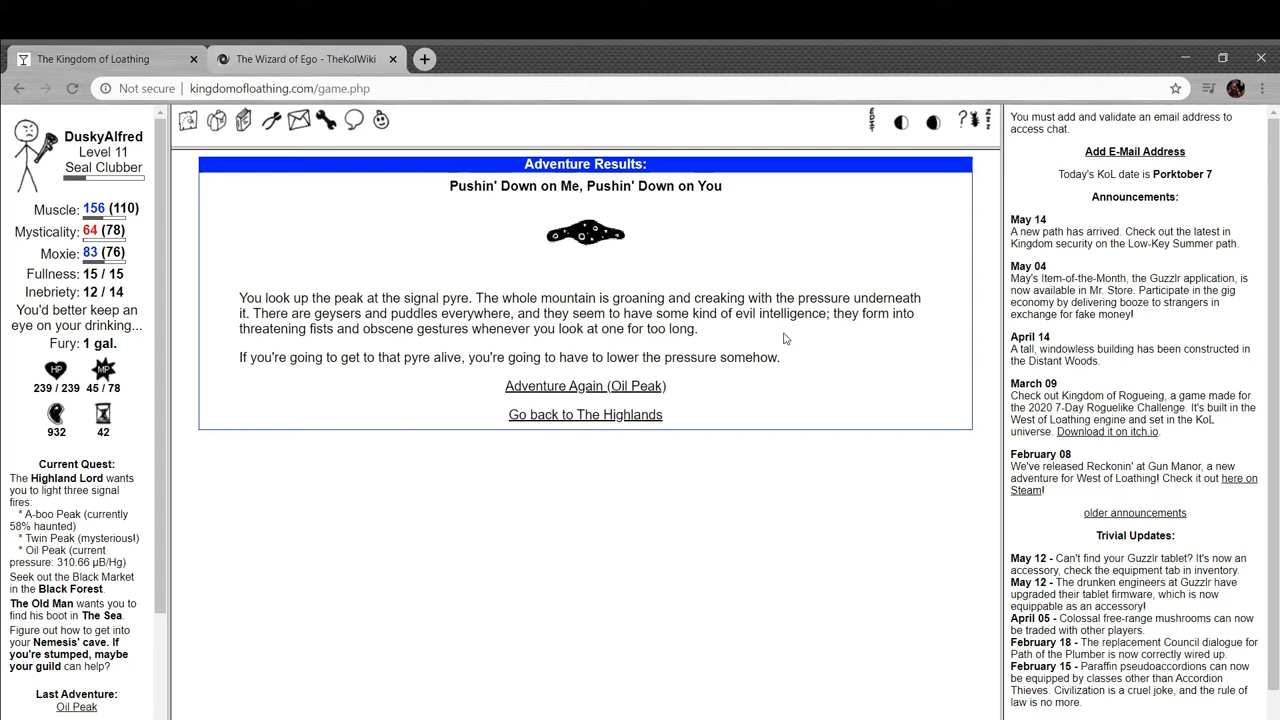 The Kingdom of Loathing
The Wizard of Ego - TheKolWiki
Not secure
kingdomofloathing.com/game.php
DuskyAlfred
Level 11
Seal Clubber
Muscle: 156 (110)
Mysticality: 64 (78)
Moxie: 83 (76)
Fullness: 15 / 15
Inebriety: 12 / 14
You'd better keep an
eye on your drinking...
Fury: 1 gal.
HP
MP
239 / 239
45 / 78
932
42
Current Quest:
The Highland Lord wants
you to light three signal
fires:
* A-boo Peak (currently
58% haunted)
* Twin Peak (mysterious!)
* Oil Peak (current
pressure: 310.66 µB/Hg)
Seek out the Black Market
in the Black Forest.
The Old Man wants you to
find his boot in The Sea.
Figure out how to get into
your Nemesis' cave. If
you're stumped, maybe
your guild can help?
Last Adventure:
Oil Peak
EDIT
?
Z
Z
Z
Adventure Results:
Pushin' Down on Me, Pushin' Down on You
You look up the peak at the signal pyre. The whole mountain is groaning and creaking with the pressure underneath
it. There are geysers and puddles everywhere, and they seem to have some kind of evil intelligence; they form into
threatening fists and obscene gestures whenever you look at one for too long.
If you're going to get to that pyre alive, you're going to have to lower the pressure somehow.
Adventure Again (Oil Peak)
Go back to The Highlands
You must add and validate an email address to
access chat.
Add E-Mail Address
Today's KoL date is Porktober 7
Announcements:
May 14
A new path has arrived. Check out the latest in
Kingdom security on the Low-Key Summer path.
May 04
May's Item-of-the-Month, the Guzzlr application, is
now available in Mr. Store. Participate in the gig
economy by delivering booze to strangers in
exchange for fake money!
April 14
A tall, windowless building has been constructed in
the Distant Woods.
March 09
Check out Kingdom of Rogueing, a game made for
the 2020 7-Day Roguelike Challenge. It's built in the
West of Loathing engine and set in the KoL
universe. Download it on itch.io.
February 08
We've released Reckonin' at Gun Manor, a new
adventure for West of Loathing! Check it out here on
Steam!
older announcements
Trivial Updates:
May 12 - Can't find your Guzzlr tablet? It's now an
accessory, check the equipment tab in inventory.
May 12 - The drunken engineers at Guzzlr have
upgraded their tablet firmware, which is now
equippable as an accessory!
April 05 - Colossal free-range mushrooms can now
be traded with other players.
February 18 - The replacement Council dialogue for
Path of the Plumber is now correctly wired up.
February 15 - Paraffin pseudoaccordions can now
be equipped by classes other than Accordion
Thieves. Civilization is a cruel joke, and the rule of
law is no more.